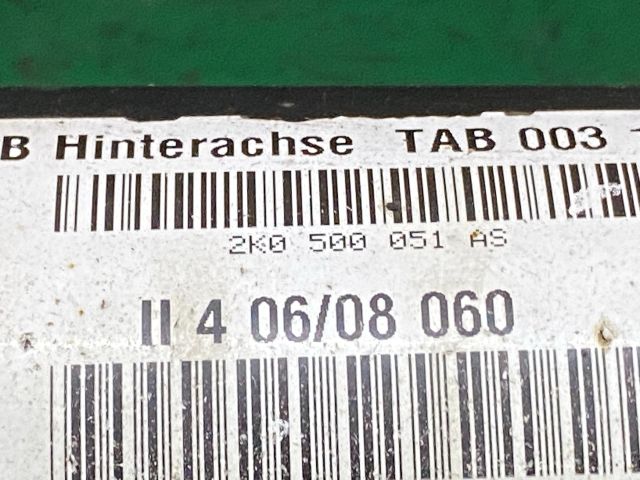 B Hinterachse TAB 003
2K0 500 051 AS
II 4 06/08 060